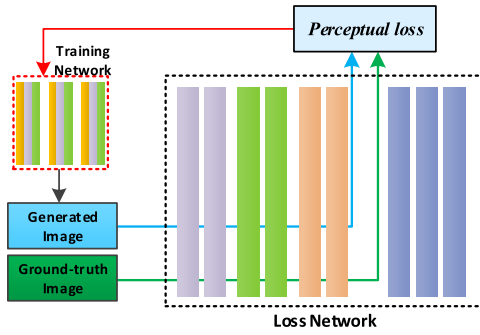 Perceptual loss
Training
Network
Generated
Image
Ground-truth
Image
Loss Network